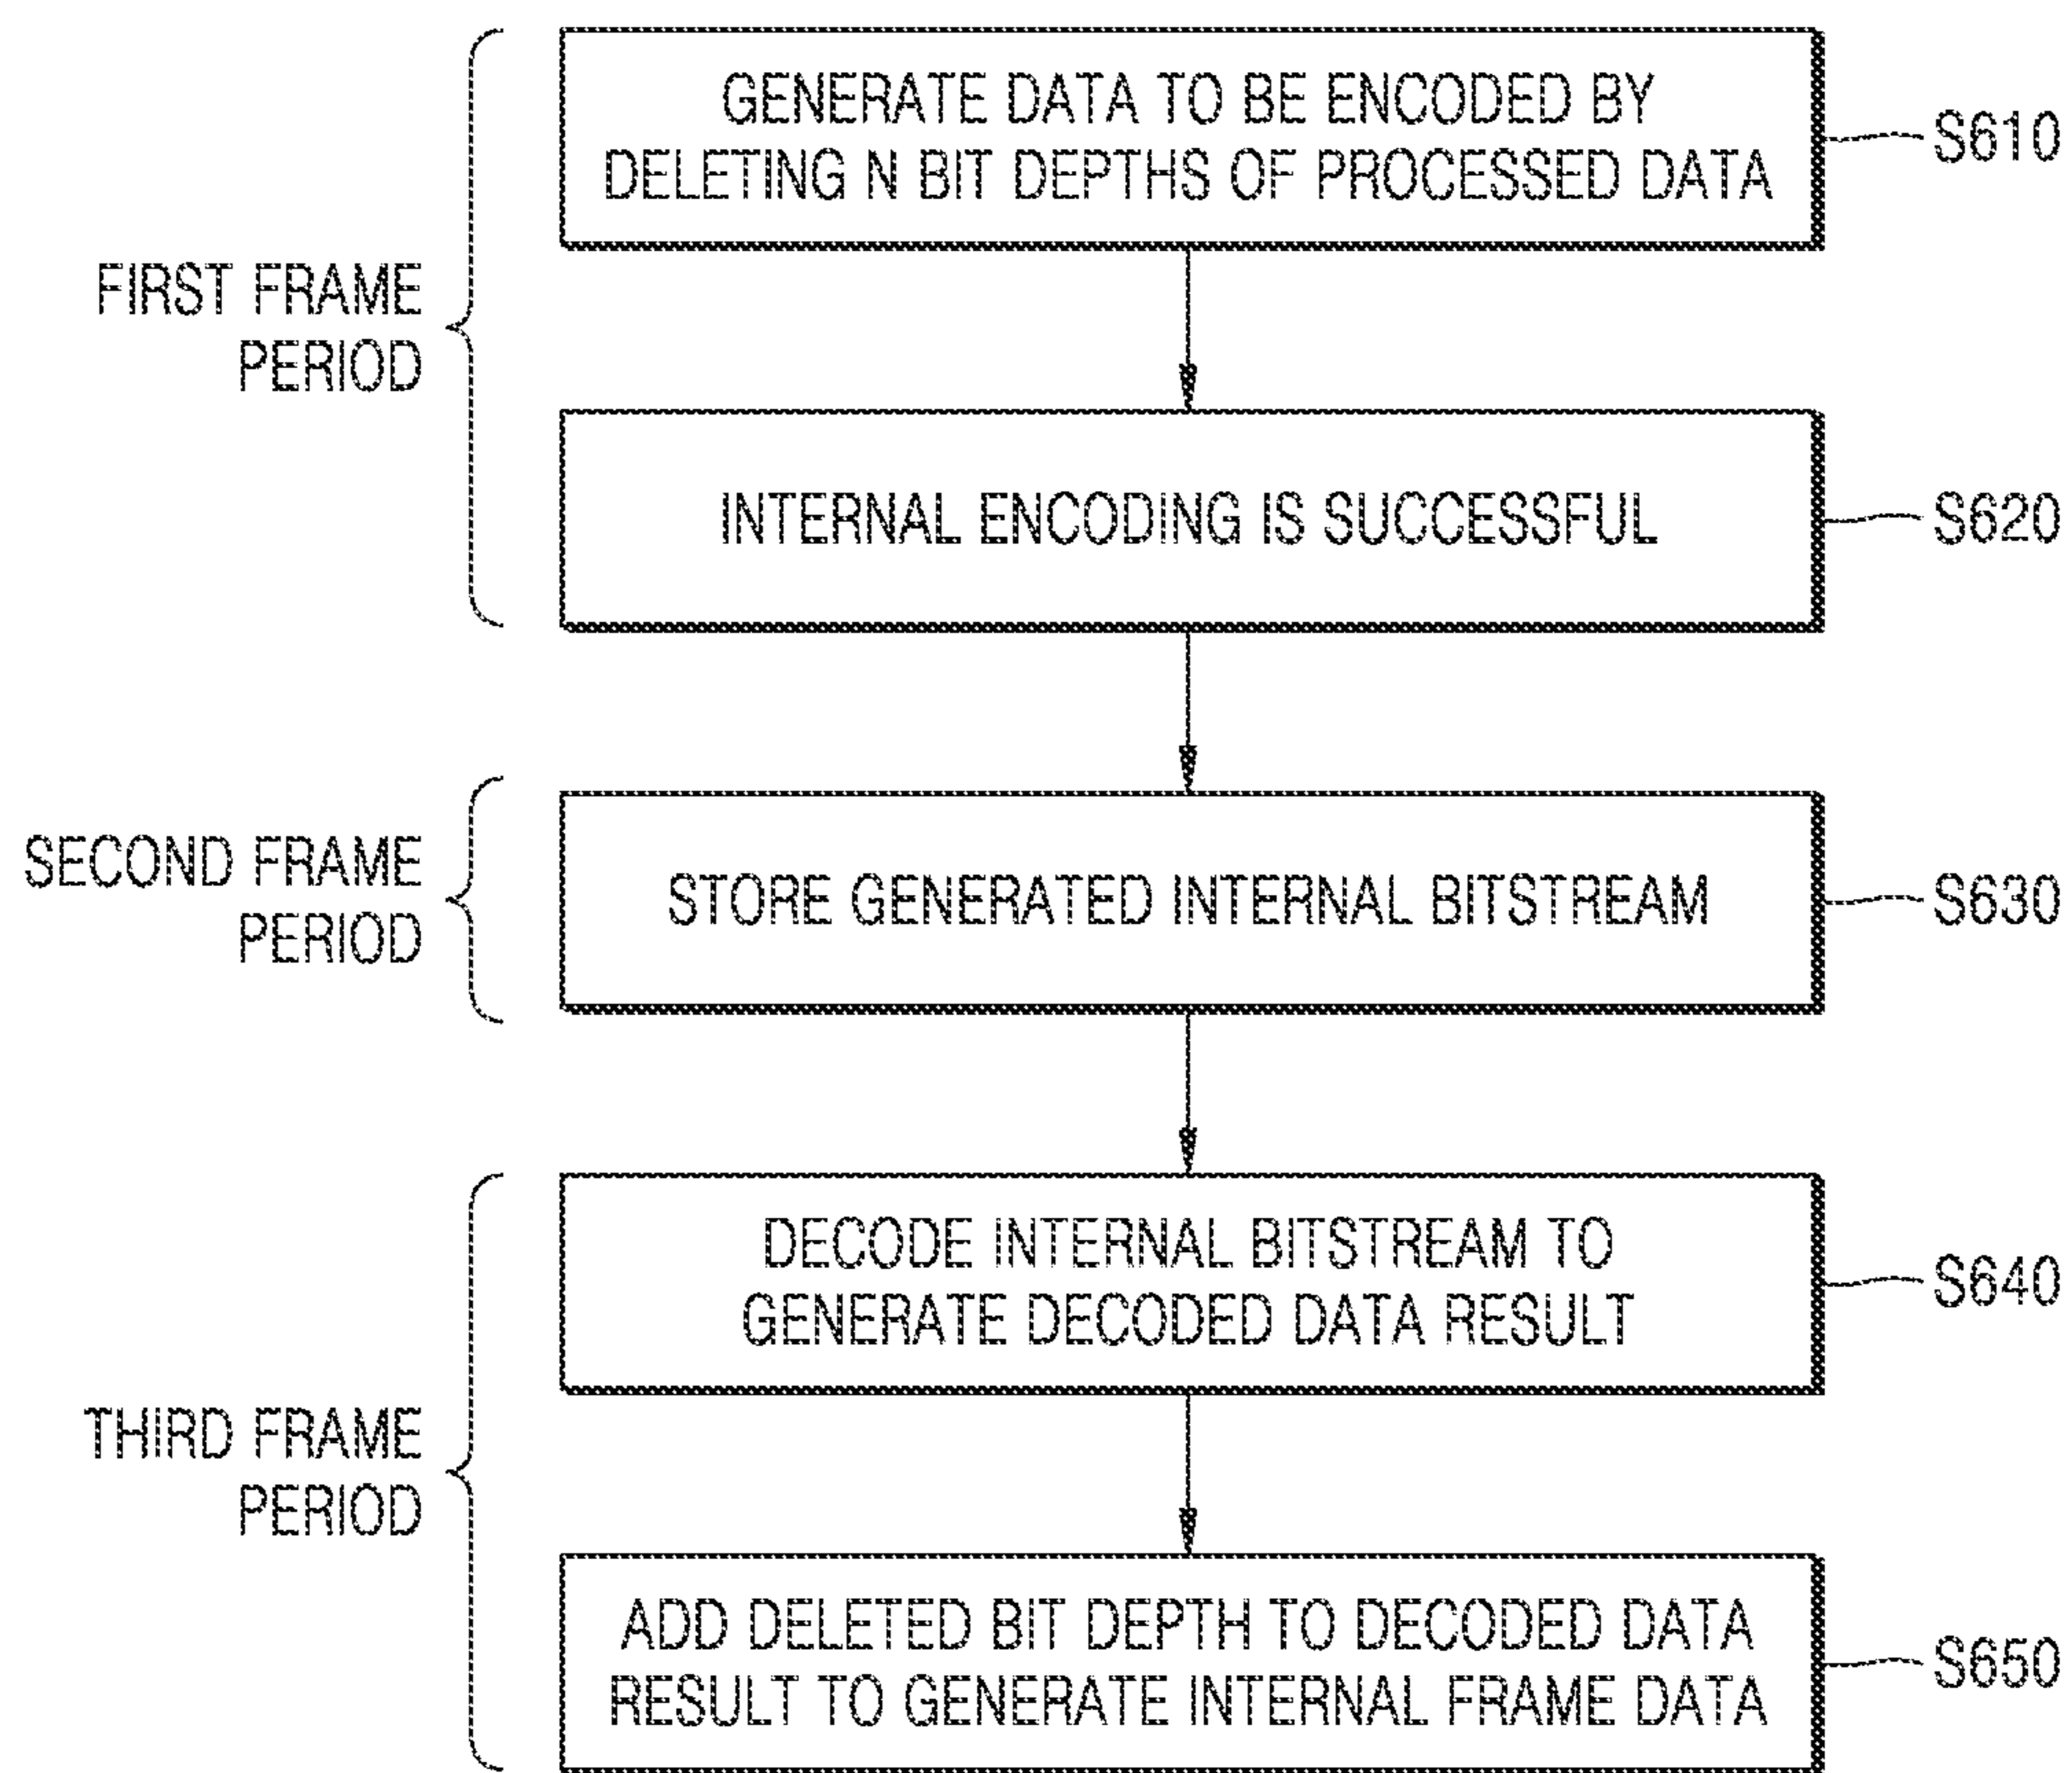 GENERATE DATA TO BE ENCODED BY
DELETING N BIT DEPTHS OF PROCESSED DATA
S610
FIRST FRAME
PERIOD
INTERNAL ENCODING IS SUCCESSFUL
S620
SECOND FRAME
PERIOD
STORE GENERATED INTERNAL BITSTREAM
S630
DECODE INTERNAL BITSTREAM TO
GENERATE DECODED DATA RESULT
S640
THIRD FRAME
PERIOD
ADD DELETED BIT DEPTH TO DECODED DATA
RESULT TO GENERATE INTERNAL FRAME DATA
S650